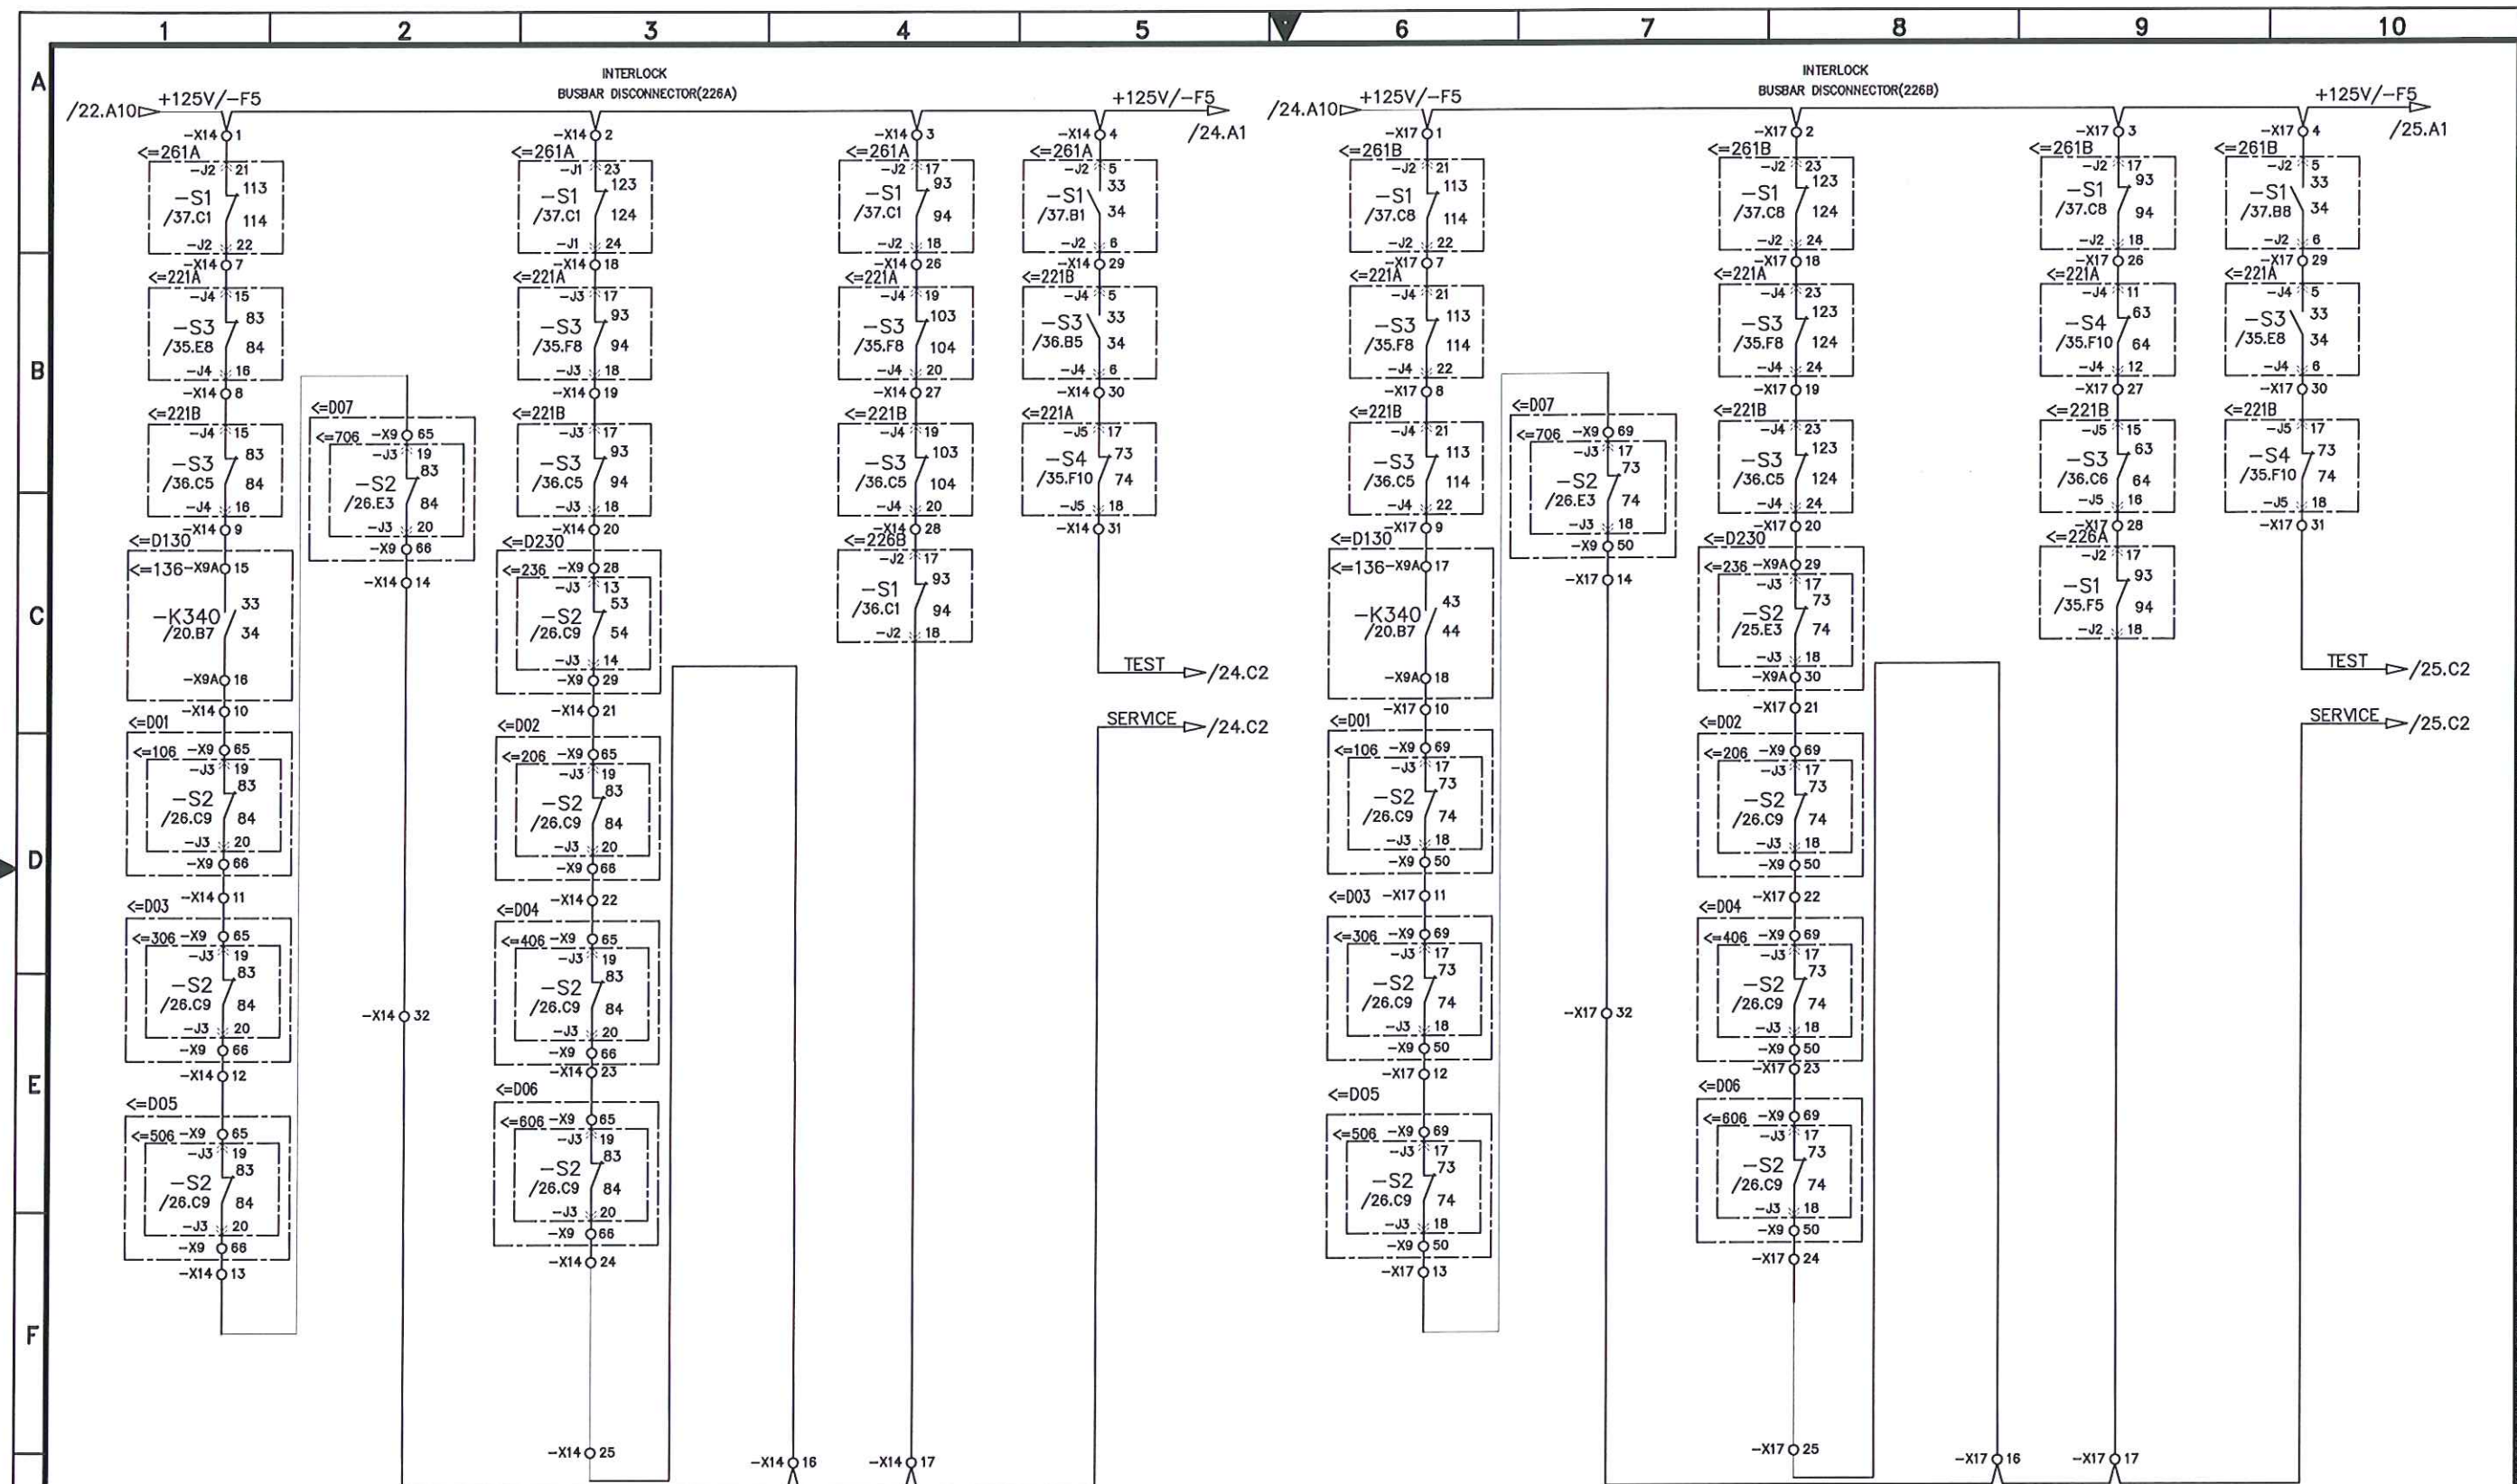 1 2 3 4 5 6 7 8 9 10
A
B
C
D
E
F
INTERLOCK
BUSBAR DISCONNECTOR(226A)
/22.A10
+125V/-F5
+125V/-F5
/24.A1
-X14 1
<=261A
-J2 21
-S1 113
/37.C1 114
-J2 22
-X14 7
<=221A
-J4 15
-S3 83
/35.E8 84
-J4 16
-X14 8
<=221B
-J4 15
-S3 83
/36.C5 84
-J4 16
-X14 9
<=D130
<=136 -X9A 15
-K340 33
/20.B7 34
-X9A 16
-X14 10
<=D01
<=106 -X9 65
-J3 19
-S2 83
/26.C9 84
-J3 20
-X9 66
-X14 11
<=D03
<=306 -X9 65
-J3 19
-S2 83
/26.C9 84
-J3 20
-X9 66
-X14 12
<=D05
<=506 -X9 65
-J3 19
-S2 83
/26.C9 84
-J3 20
-X9 66
-X14 13
<=D07
<=706 -X9 65
-J3 19
-S2 83
/26.E3 84
-J3 20
-X9 66
-X14 14
-X14 32
-X14 2
<=261A
-J1 23
-S1 123
/37.C1 124
-J1 24
-X14 18
<=221A
-J3 17
-S3 93
/35.F8 94
-J3 18
-X14 19
<=221B
-J3 17
-S3 93
/36.C5 94
-J3 18
-X14 20
<=D230
<=236 -X9 28
-J3 13
-S2 53
/26.C9 54
-J3 14
-X9 29
-X14 21
<=D02
<=206 -X9 65
-J3 19
-S2 83
/26.C9 84
-J3 20
-X9 66
-X14 22
<=D04
<=406 -X9 65
-J3 19
-S2 83
/26.C9 84
-J3 20
-X9 66
-X14 23
<=D06
<=606 -X9 65
-J3 19
-S2 83
/26.C9 84
-J3 20
-X9 66
-X14 24
-X14 25
-X14 16
-X14 3
<=261A
-J2 17
-S1 93
/37.C1 94
-J2 18
-X14 26
<=221A
-J4 19
-S3 103
/35.F8 104
-J4 20
-X14 27
<=221B
-J4 19
-S3 103
/36.C5 104
-J4 20
-X14 28
<=226B
-J2 17
-S1 93
/36.C1 94
-J2 18
-X14 17
-X14 4
<=261A
-J2 5
-S1 33
/37.B1 34
-J2 6
-X14 29
<=221B
-J4 5
-S3 33
/36.B5 34
-J4 6
-X14 30
<=221A
-J5 17
-S4 73
/35.F10 74
-J5 18
-X14 31
TEST /24.C2
SERVICE /24.C2
INTERLOCK
BUSBAR DISCONNECTOR(226B)
/24.A10
+125V/-F5
+125V/-F5
/25.A1
-X17 1
<=261B
-J2 21
-S1 113
/37.C8 114
-J2 22
-X17 7
<=221A
-J4 21
-S3 113
/35.F8 114
-J4 22
-X17 8
<=221B
-J4 21
-S3 113
/36.C5 114
-J4 22
-X17 9
<=D130
<=136 -X9A 17
-K340 43
/20.B7 44
-X9A 18
-X17 10
<=D01
<=106 -X9 69
-J3 17
-S2 73
/26.C9 74
-J3 18
-X9 50
<=D03 -X17 11
<=306 -X9 69
-J3 17
-S2 73
/26.C9 74
-J3 18
-X9 50
-X17 12
<=D05
<=506 -X9 69
-J3 17
-S2 73
/26.C9 74
-J3 18
-X9 50
-X17 13
<=D07
<=706 -X9 69
-J3 17
-S2 73
/26.E3 74
-J3 18
-X9 50
-X17 14
-X17 32
-X17 2
<=261B
-J2 23
-S1 123
/37.C8 124
-J2 24
-X17 18
<=221A
-J4 23
-S3 123
/35.F8 124
-J4 24
-X17 19
<=221B
-J4 23
-S3 123
/36.C5 124
-J4 24
-X17 20
<=D230
<=236 -X9A 29
-J3 17
-S2 73
/25.E3 74
-J3 18
-X9A 30
-X17 21
<=D02
<=206 -X9 69
-J3 17
-S2 73
/26.C9 74
-J3 18
-X9 50
-X17 22
<=D04
<=406 -X9 69
-J3 17
-S2 73
/26.C9 74
-J3 18
-X9 50
-X17 23
<=D06
<=606 -X9 69
-J3 17
-S2 73
/26.C9 74
-J3 18
-X9 50
-X17 24
-X17 25
-X17 16
-X17 3
<=261B
-J2 17
-S1 93
/37.C8 94
-J2 18
-X17 26
<=221A
-J4 11
-S4 63
/35.F10 64
-J4 12
-X17 27
<=221B
-J5 15
-S3 63
/36.C6 64
-J5 16
-X17 28
<=226A
-J2 17
-S1 93
/35.F5 94
-J2 18
-X17 17
-X17 4
<=261B
-J2 5
-S1 33
/37.B8 34
-J2 6
-X17 29
<=221A
-J4 5
-S3 33
/35.E8 34
-J4 6
-X17 30
<=221B
-J5 17
-S4 73
/35.F10 74
-J5 18
-X17 31
TEST /25.C2
SERVICE /25.C2